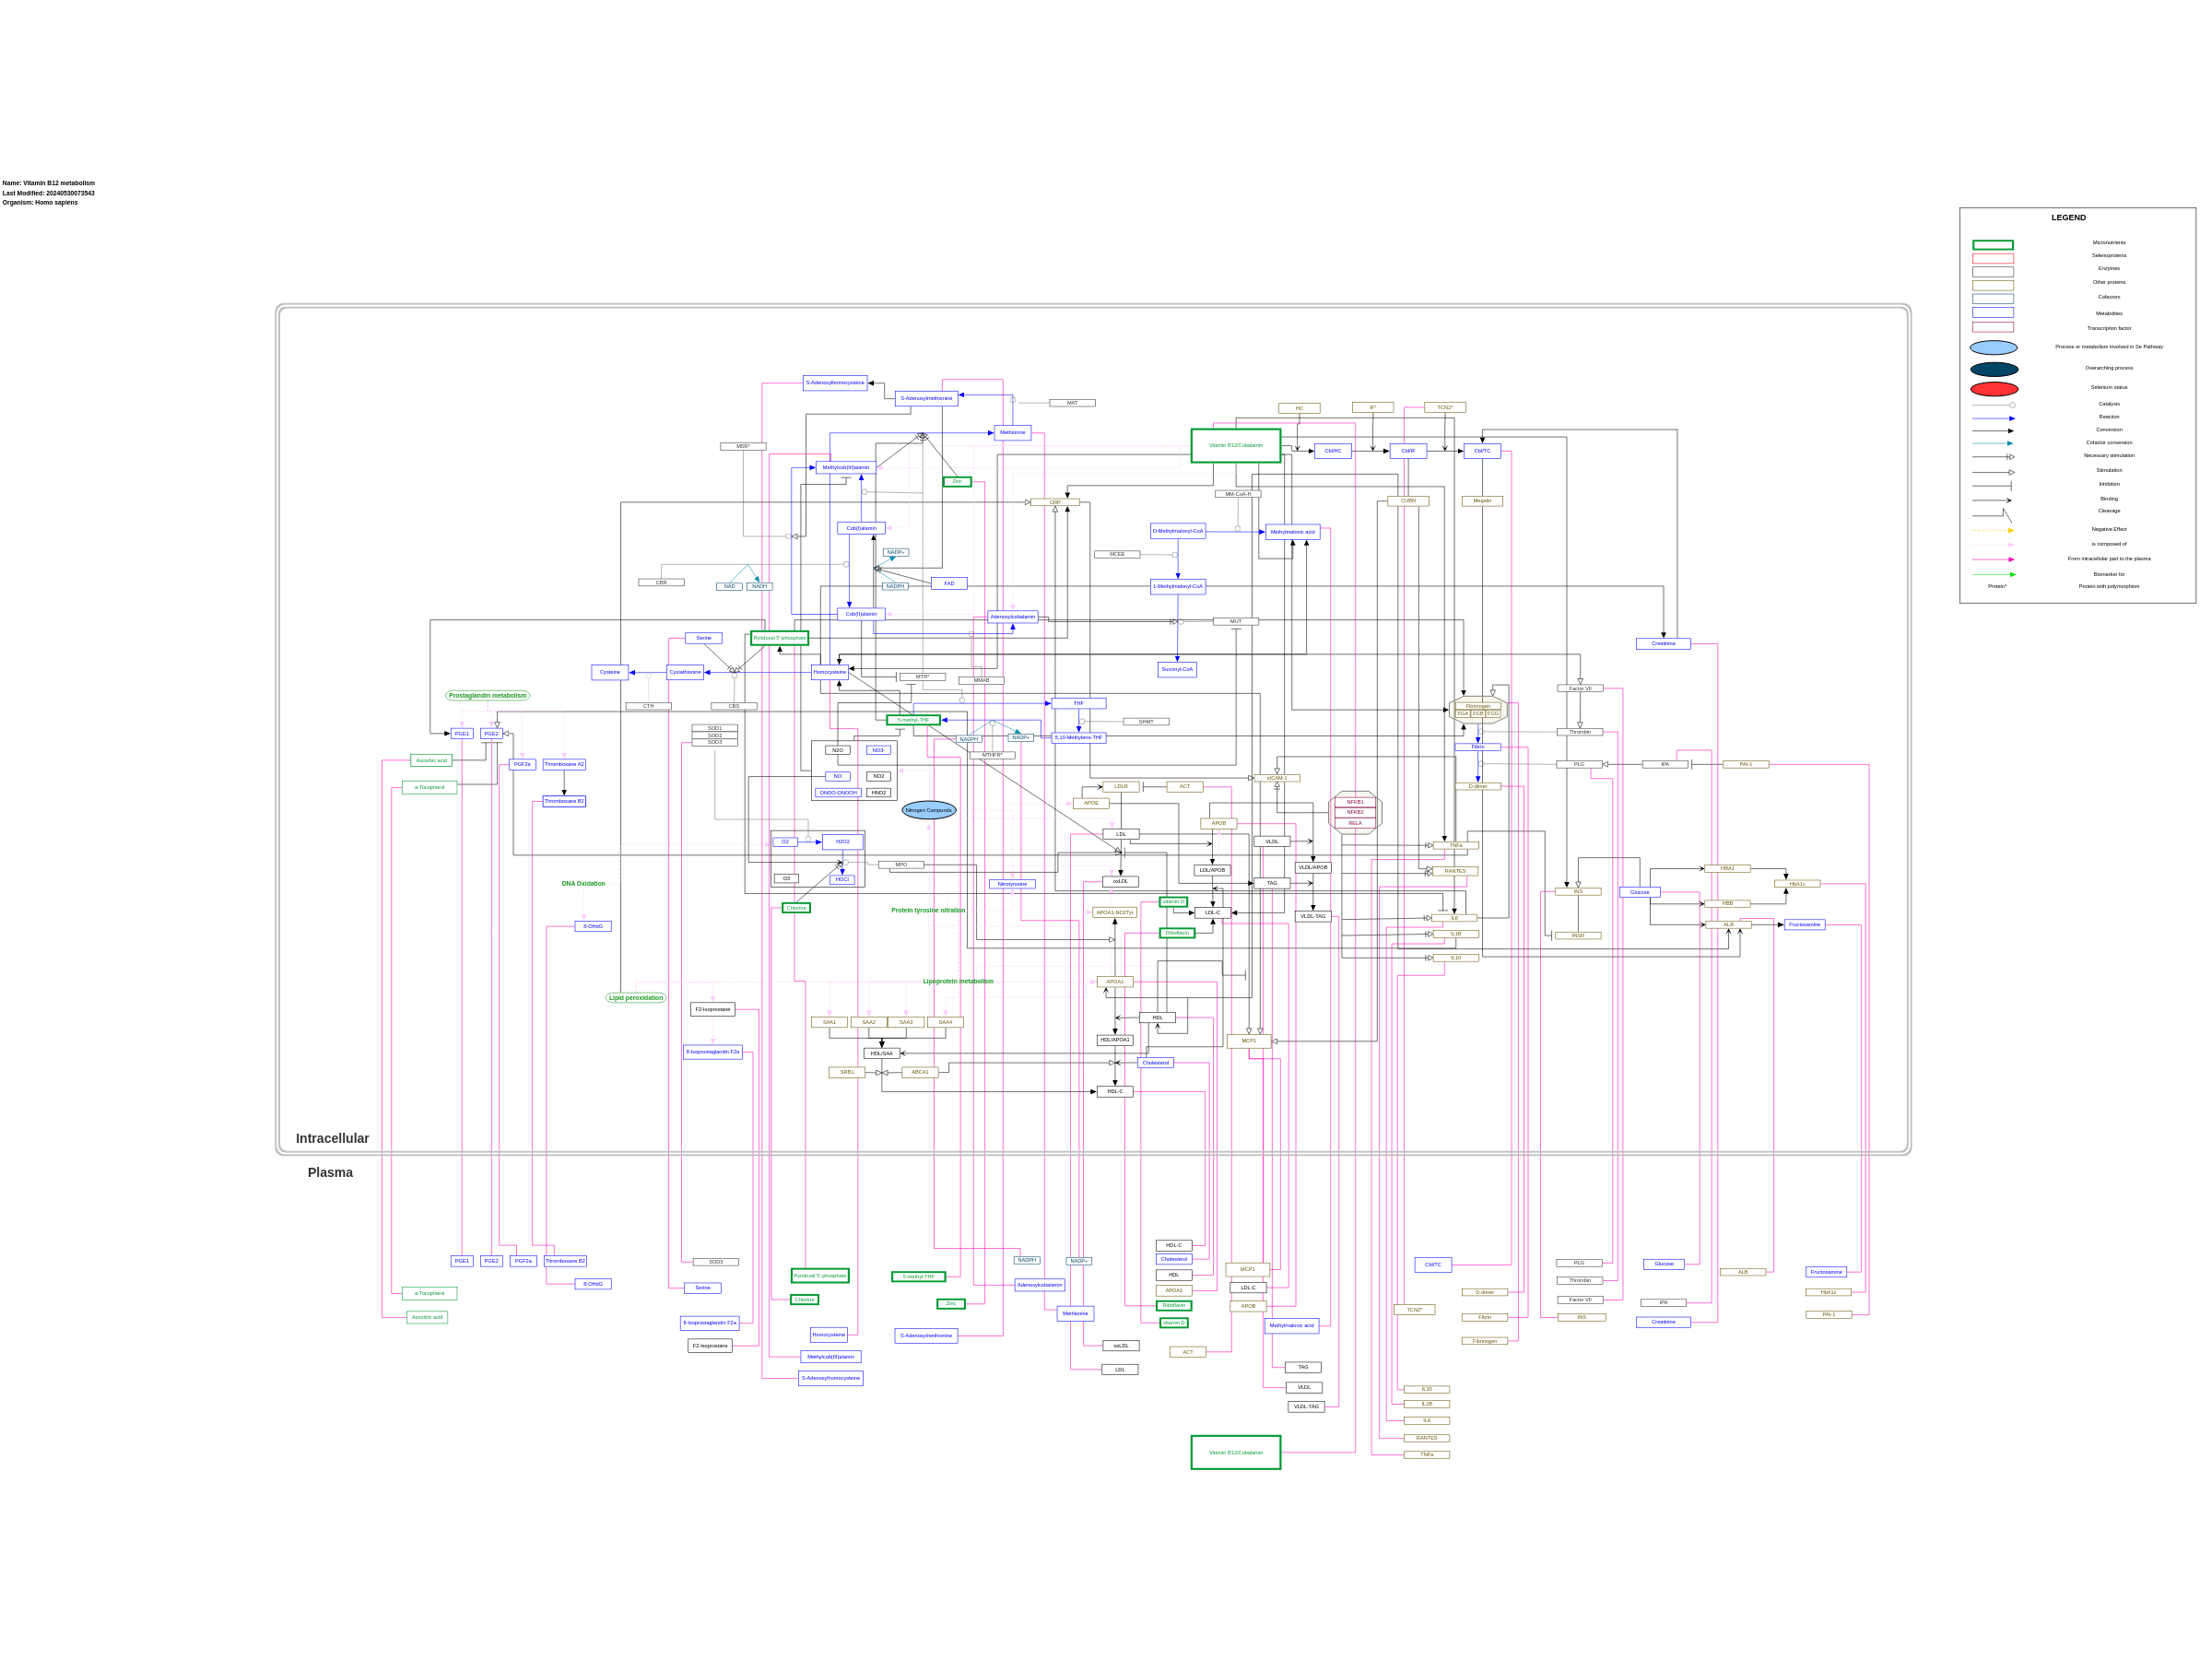 Name: Vitamin B12 metabolism
Last Modified: 20240530073543
Organism: Homo sapiens
LEGEND
Micronutrients
Selenoproteins
Enzymes
Other proteins
Cofactors
Metabolites
Transcription factor
Process or metabolism involved in Se Pathway
Overarching process
Selenium status
Catalysis
Reaction
Conversion
Cofactor conversion
Necessary stimulation
Stimulation
Inhibition
Binding
Cleavage
Negative Effect
is composed of
From intracellular part to the plasma
Biomarker for
Protein*
Protein with polymorphism
S-Adenosylhomocysteine
S-Adenosylmethionine
MAT
HC
IF*
TCN2*
Methionine
MSR*
Vitamin B12/Cobalamin
Cbl/HC
Cbl/IF
Cbl/TC
Methylcob(III)alamin
Zinc
MM-CoA-H
CRP
CUBN
Megalin
Cob(I)alamin
D-Methylmalonyl-CoA
Methylmalonic acid
NADP+
MCEE
CBR
NAD
NADH
NADPH
FAD
L-Methylmalonyl-CoA
Cob(II)alamin
Adenosylcobalamin
MUT
Serine
Pyridoxal 5'-phosphate
Creatinine
Cysteine
Cystathionine
Homocysteine
MTR*
MMAB
Succinyl-CoA
Factor VII
Prostaglandin metabolism
CTH
CBS
THF
Fibrinogen
FGA
FGB
FGG
5-methyl-THF
SHMT
PGE1
PGE2
SOD1
SOD2
SOD3
NADPH
NADP+
5,10-Methylene-THF
Thrombin
N2O
NO3-
Fibrin
MTHFR*
Ascorbic acid
PGF2a
Thromboxane A2
PLG
tPA
PAI-1
NO
NO2
sICAM-1
a-Tocopherol
ONOO-ONOOH
HNO2
LDLR
ACT
D-dimer
Thromboxane B2
APOE
NFKB1
NFKB2
RELA
Nitrogen Compunds
APOB
LDL
O2
H2O2
VLDL
TNFa
MPO
LDL/APOB
VLDL/APOB
RANTES
HBA1
O3
HOCl
oxLDL
TAG
HbA1c
DNA Oxidation
Nitrotyrosine
INS
Glucose
Chlorine
Protein tyrosine nitration
APOA1-NO2Tyr
vitamin D
LDL-C
VLDL-TAG
IL6
HBB
8-OHdG
Riboflavin
IL1B
INSR
ALB
Fructosamine
IL10
Lipoprotein metabolism
APOA1
Lipid peroxidation
F2-Isoprostane
SAA1
SAA2
SAA3
SAA4
HDL
8-Isoprostaglandin F2a
HDL/SAA
HDL/APOA1
MCP1
Cholesterol
SRB1
ABCA1
HDL-C
Intracellular
Plasma
HDL-C
PGE1
PGE2
PGF2a
Thromboxane B2
SOD3
NADPH
NADP+
Cholesterol
Cbl/TC
PLG
Glucose
8-OHdG
Pyridoxal 5'-phosphate
5-methyl-THF
HDL
MCP1
Thrombin
ALB
Fructosamine
a-Tocopherol
Serine
Adenosylcobalamin
APOA1
LDL-C
D-dimer
HbA1c
Chlorine
Zinc
Riboflavin
APOB
TCN2*
Factor VII
tPA
Ascorbic acid
8-Isoprostaglandin F2a
Methionine
vitamin D
Methylmalonic acid
Fibrin
INS
Creatinine
PAI-1
Homocysteine
S-Adenosylmethionine
F2-Isoprostane
oxLDL
ACT
Fibrinogen
Methylcob(III)alamin
LDL
TAG
S-Adenosylhomocysteine
VLDL
IL10
VLDL-TAG
IL1B
IL6
RANTES
Vitamin B12/Cobalamin
TNFa